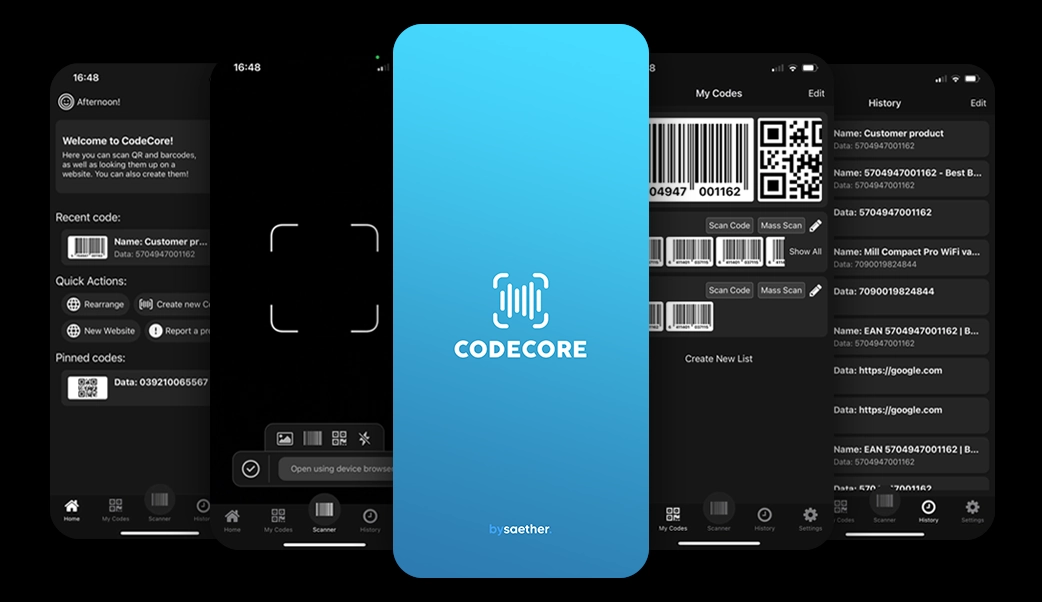 16:48
Afternoon!
Welcome to CodeCore!
Here you can scan QR and barcodes,
as well as looking them up on a
website. You can also create them!
Recent code:
Name: Customer pr...
Data: 5704947001162
Quick Actions:
Rearrange
Create new Co
New Website
Report a pro
Pinned codes:
Data: 039210065567
Home
My Codes
Scanner
Histor
16:48
Open using device browser
Home
My Codes
Scanner
History
CODECORE
bysaether.
8
My Codes
Edit
04947 001162
Scan Code
Mass Scan
Show All
Scan Code
Mass Scan
Create New List
My Codes
Scanner
History
Settings
History
Edit
Name: Customer product
Data: 5704947001162
Name: 5704947001162 - Best B...
Data: 5704947001162
Data: 5704947001162
Name: Mill Compact Pro WiFi va...
Data: 7090019824844
Data: 7090019824844
Name: EAN 5704947001162 | B...
Data: 5704947001162
Data: https://google.com
Data: https://google.com
Name: EAN 5704947001162 | B...
Data: 5704947001162
Codes
Scanner
History
Settings